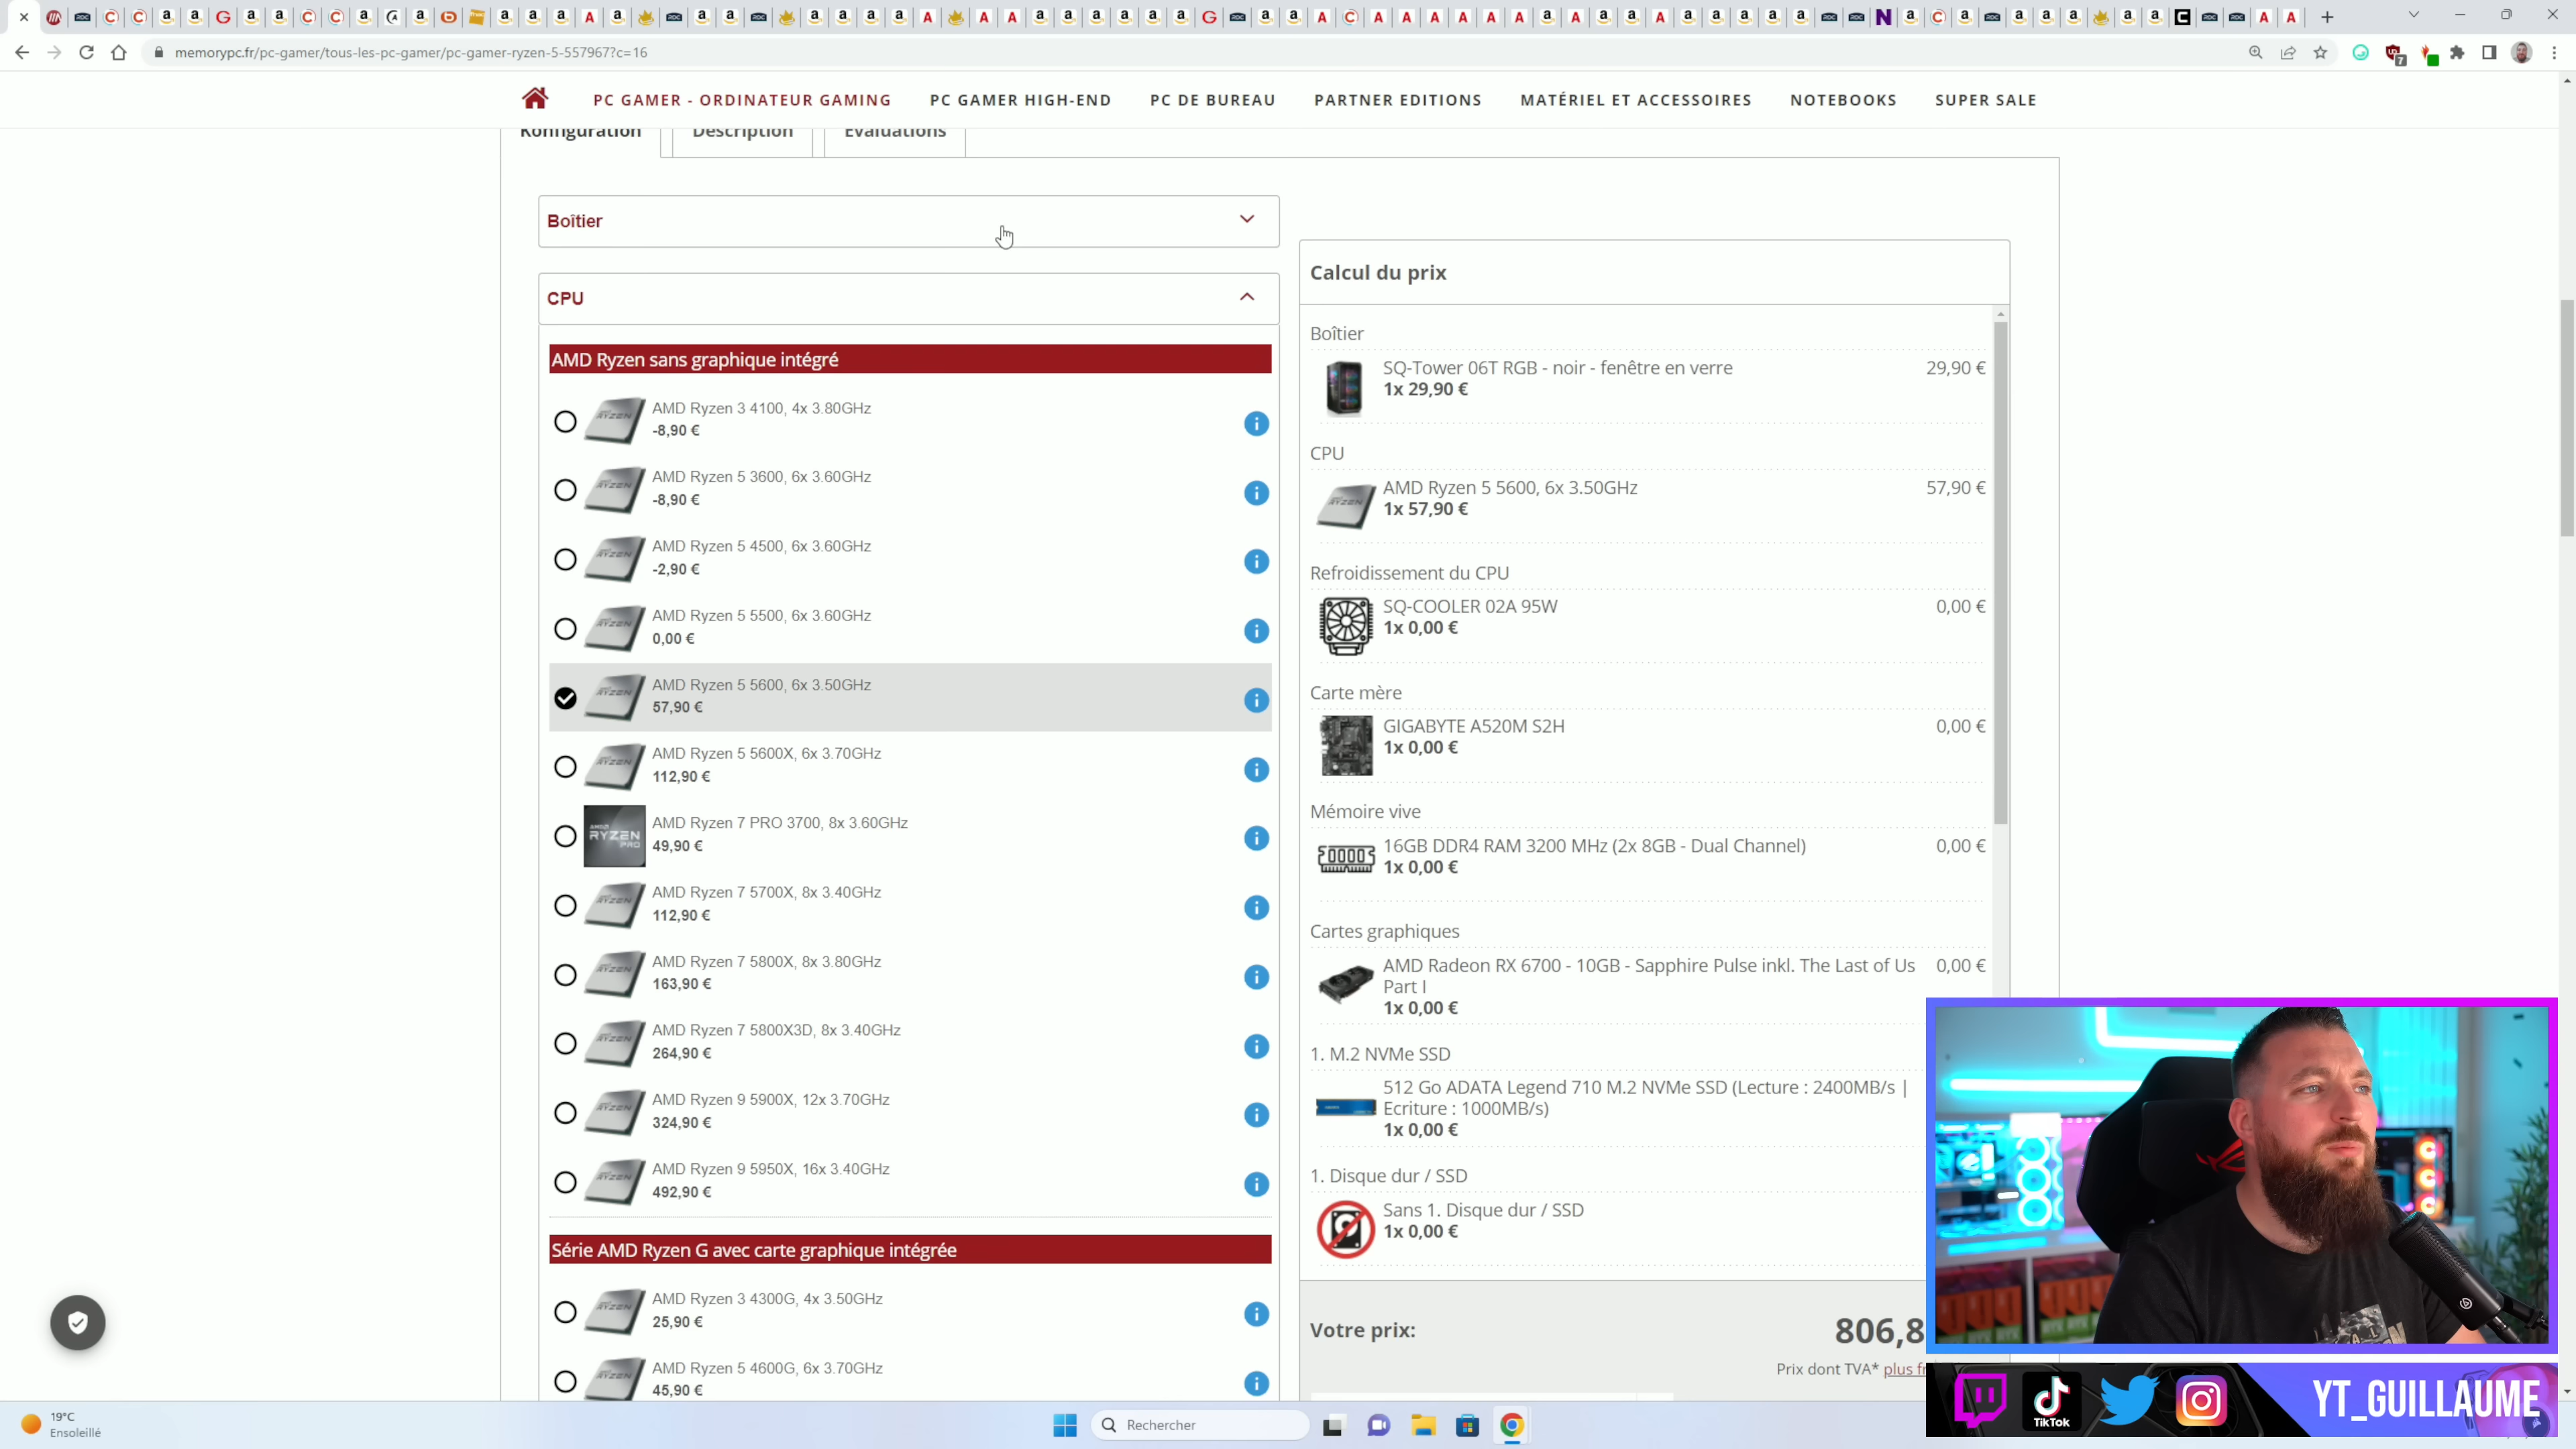 memorypc.fr/pc-gamer/tous-les-pc-gamer/pc-gamer-ryzen-5-557967?c=16
PC GAMER - ORDINATEUR GAMING
PC GAMER HIGH-END
PC DE BUREAU
PARTNER EDITIONS
MATÉRIEL ET ACCESSOIRES
NOTEBOOKS
SUPER SALE
Konfiguration
Description
Évaluations
Boîtier
CPU
AMD Ryzen sans graphique intégré
AMD Ryzen 3 4100, 4x 3.80GHz
-8,90 €
AMD Ryzen 5 3600, 6x 3.60GHz
-8,90 €
AMD Ryzen 5 4500, 6x 3.60GHz
-2,90 €
AMD Ryzen 5 5500, 6x 3.60GHz
0,00 €
AMD Ryzen 5 5600, 6x 3.50GHz
57,90 €
AMD Ryzen 5 5600X, 6x 3.70GHz
112,90 €
AMD Ryzen 7 PRO 3700, 8x 3.60GHz
49,90 €
AMD Ryzen 7 5700X, 8x 3.40GHz
112,90 €
AMD Ryzen 7 5800X, 8x 3.80GHz
163,90 €
AMD Ryzen 7 5800X3D, 8x 3.40GHz
264,90 €
AMD Ryzen 9 5900X, 12x 3.70GHz
324,90 €
AMD Ryzen 9 5950X, 16x 3.40GHz
492,90 €
Série AMD Ryzen G avec carte graphique intégrée
AMD Ryzen 3 4300G, 4x 3.50GHz
25,90 €
AMD Ryzen 5 4600G, 6x 3.70GHz
45,90 €
Calcul du prix
Boîtier
SQ-Tower 06T RGB - noir - fenêtre en verre
29,90 €
1x 29,90 €
CPU
AMD Ryzen 5 5600, 6x 3.50GHz
57,90 €
1x 57,90 €
Refroidissement du CPU
SQ-COOLER 02A 95W
0,00 €
1x 0,00 €
Carte mère
GIGABYTE A520M S2H
0,00 €
1x 0,00 €
Mémoire vive
16GB DDR4 RAM 3200 MHz (2x 8GB - Dual Channel)
0,00 €
1x 0,00 €
Cartes graphiques
AMD Radeon RX 6700 - 10GB - Sapphire Pulse inkl. The Last of Us
0,00 €
Part I
1x 0,00 €
1. M.2 NVMe SSD
512 Go ADATA Legend 710 M.2 NVMe SSD (Lecture : 2400MB/s |
Ecriture : 1000MB/s)
1x 0,00 €
1. Disque dur / SSD
Sans 1. Disque dur / SSD
1x 0,00 €
Votre prix:
806,8
Prix dont TVA* plus fr
TikTok
YT_GUILLAUME
19°C
Ensoleillé
Rechercher